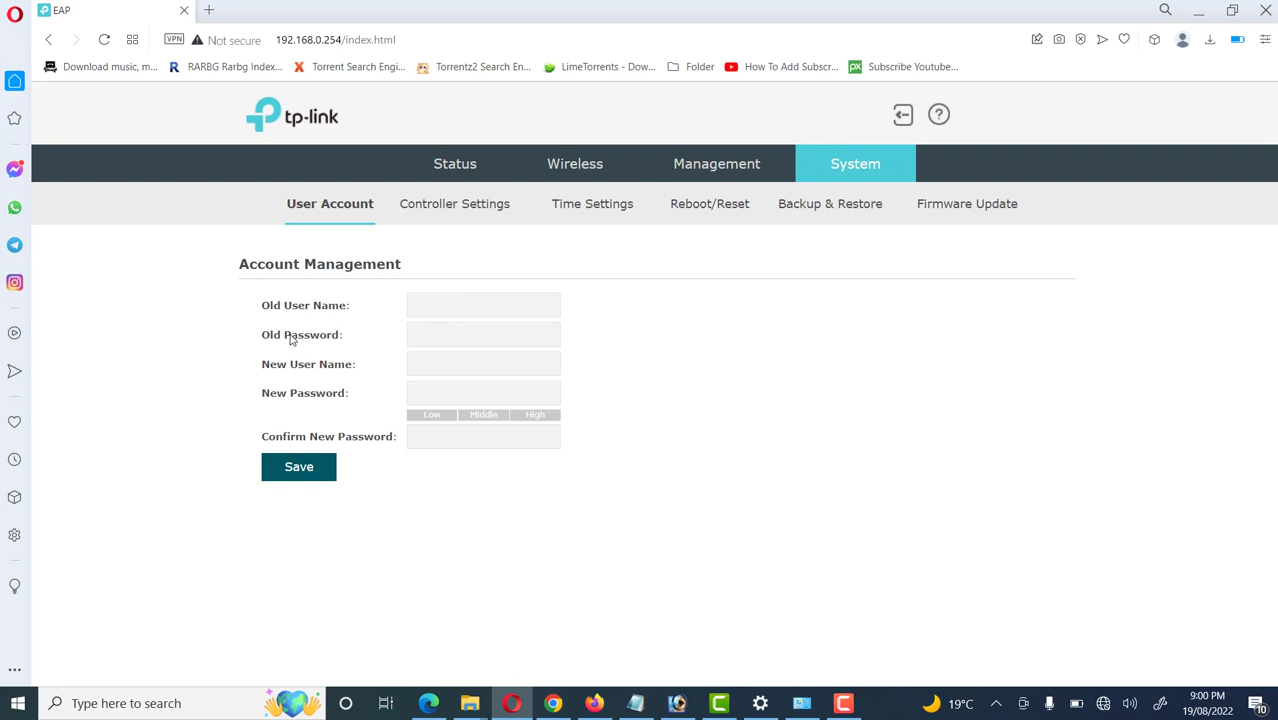 EAP
VPN
Not secure
192.168.0.254/index.html
Download music, m...
RARBG Rarbg Index...
Torrent Search Engi...
Torrentz2 Search En...
LimeTorrents - Dow...
Folder
How To Add Subscr...
px
Subscribe Youtube...
tp-link
?
Status
Wireless
Management
System
User Account
Controller Settings
Time Settings
Reboot/Reset
Backup & Restore
Firmware Update
Account Management
Old User Name:
Old Password:
New User Name:
New Password:
Low
Middle
High
Confirm New Password:
Save
Type here to search
19°C
9:00 PM
19/08/2022
10